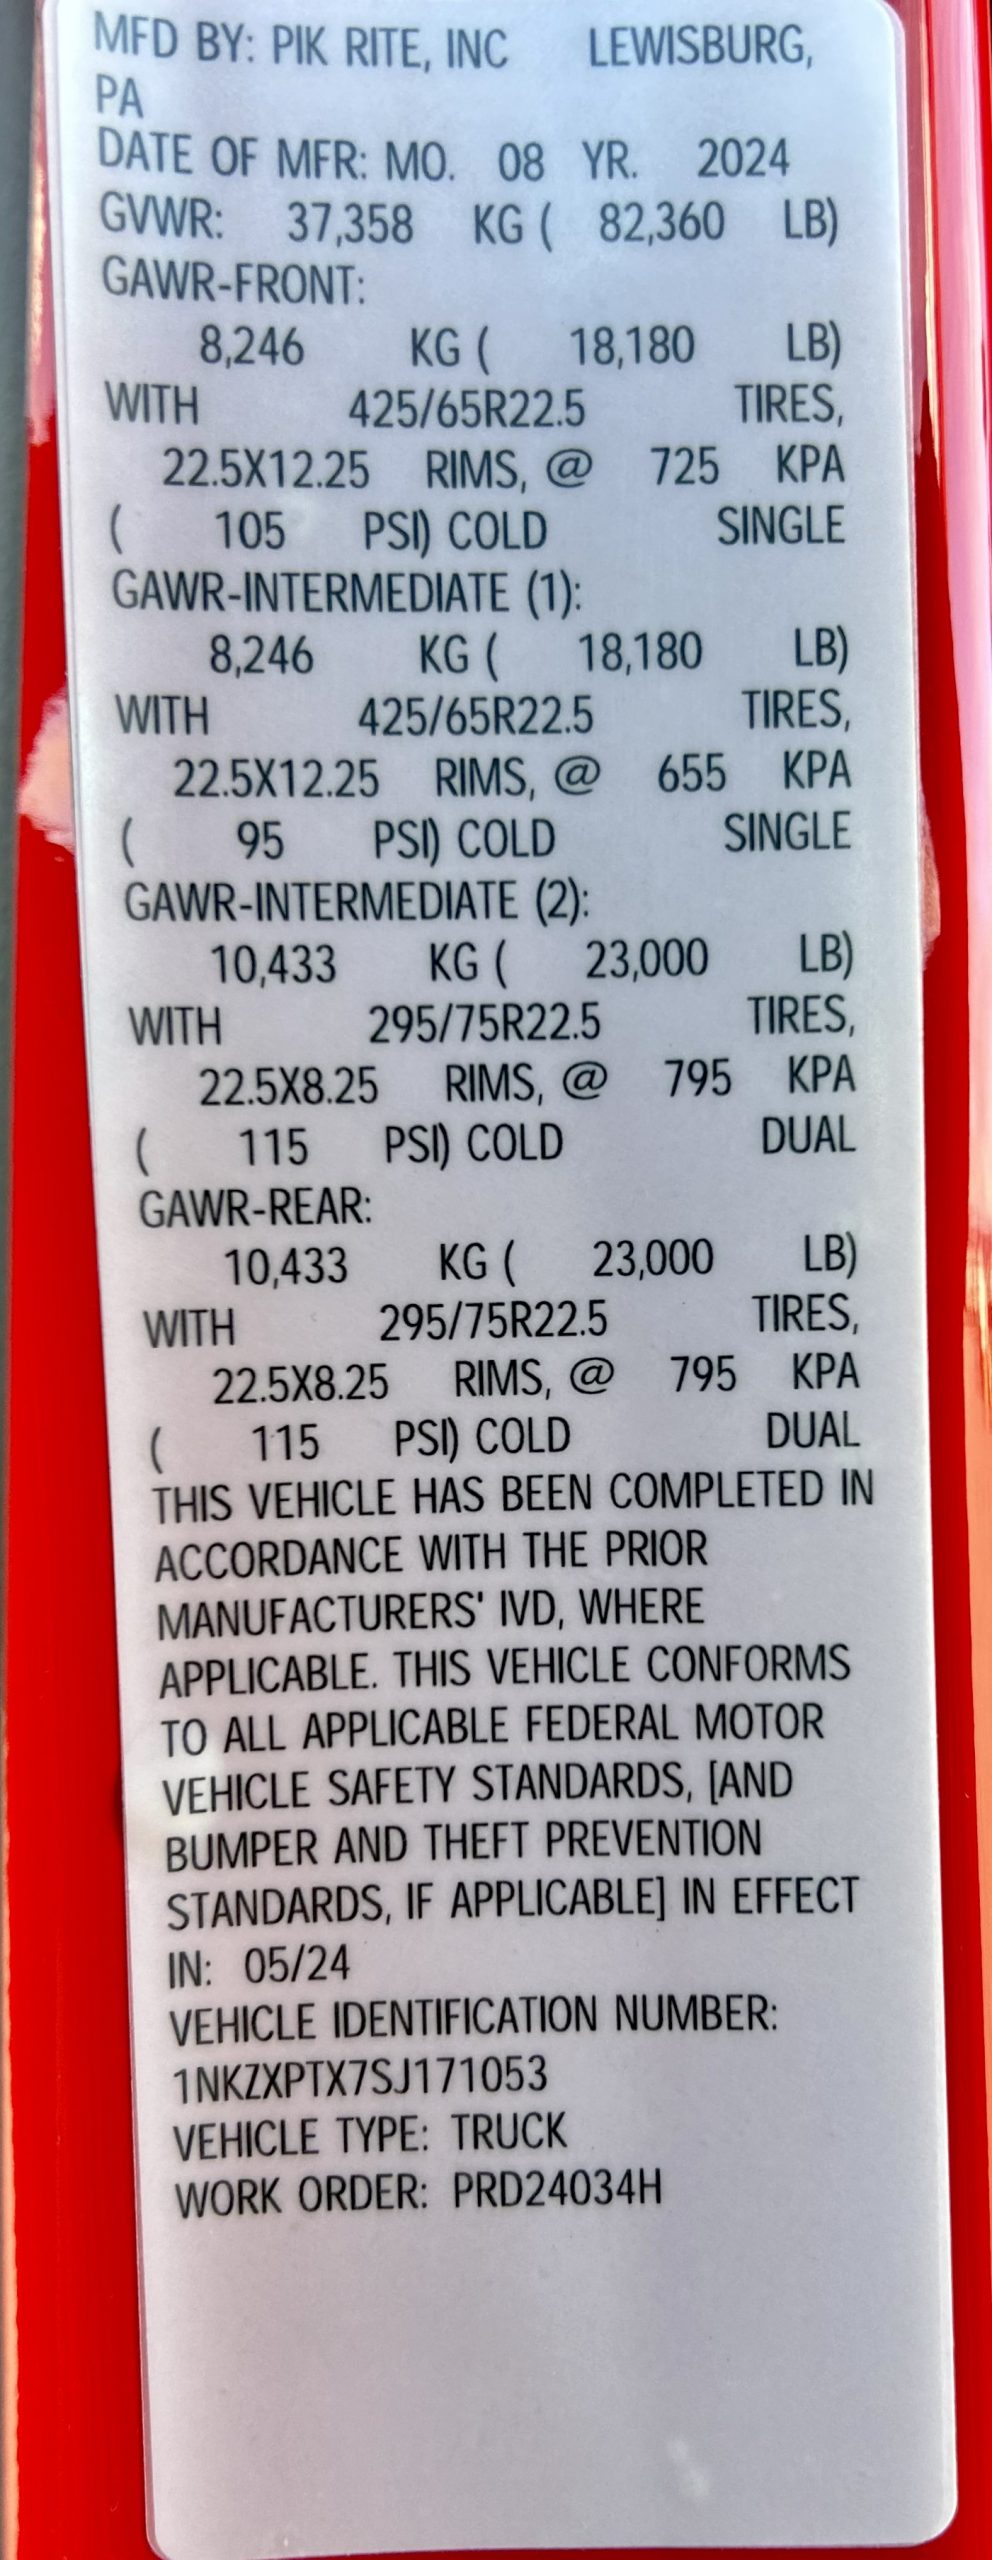 MFD BY: PIK RITE, INC LEWISBURG,
PA
DATE OF MFR: MO. 08 YR. 2024
GVWR: 37,358 KG ( 82,360 LB)
GAWR-FRONT:
8,246 KG ( 18,180 LB)
WITH 425/65R22.5 TIRES,
22.5X12.25 RIMS, @ 725 KPA
( 105 PSI) COLD SINGLE
GAWR-INTERMEDIATE (1):
8,246 KG ( 18,180 LB)
WITH 425/65R22.5 TIRES,
22.5X12.25 RIMS, @ 655 KPA
( 95 PSI) COLD SINGLE
GAWR-INTERMEDIATE (2):
10,433 KG ( 23,000 LB)
WITH 295/75R22.5 TIRES,
22.5X8.25 RIMS, @ 795 KPA
( 115 PSI) COLD DUAL
GAWR-REAR:
10,433 KG ( 23,000 LB)
WITH 295/75R22.5 TIRES,
22.5X8.25 RIMS, @ 795 KPA
( 115 PSI) COLD DUAL
THIS VEHICLE HAS BEEN COMPLETED IN
ACCORDANCE WITH THE PRIOR
MANUFACTURERS' IVD, WHERE
APPLICABLE. THIS VEHICLE CONFORMS
TO ALL APPLICABLE FEDERAL MOTOR
VEHICLE SAFETY STANDARDS, [AND
BUMPER AND THEFT PREVENTION
STANDARDS, IF APPLICABLE] IN EFFECT
IN: 05/24
VEHICLE IDENTIFICATION NUMBER:
1NKZXPTX7SJ171053
VEHICLE TYPE: TRUCK
WORK ORDER: PRD24034H